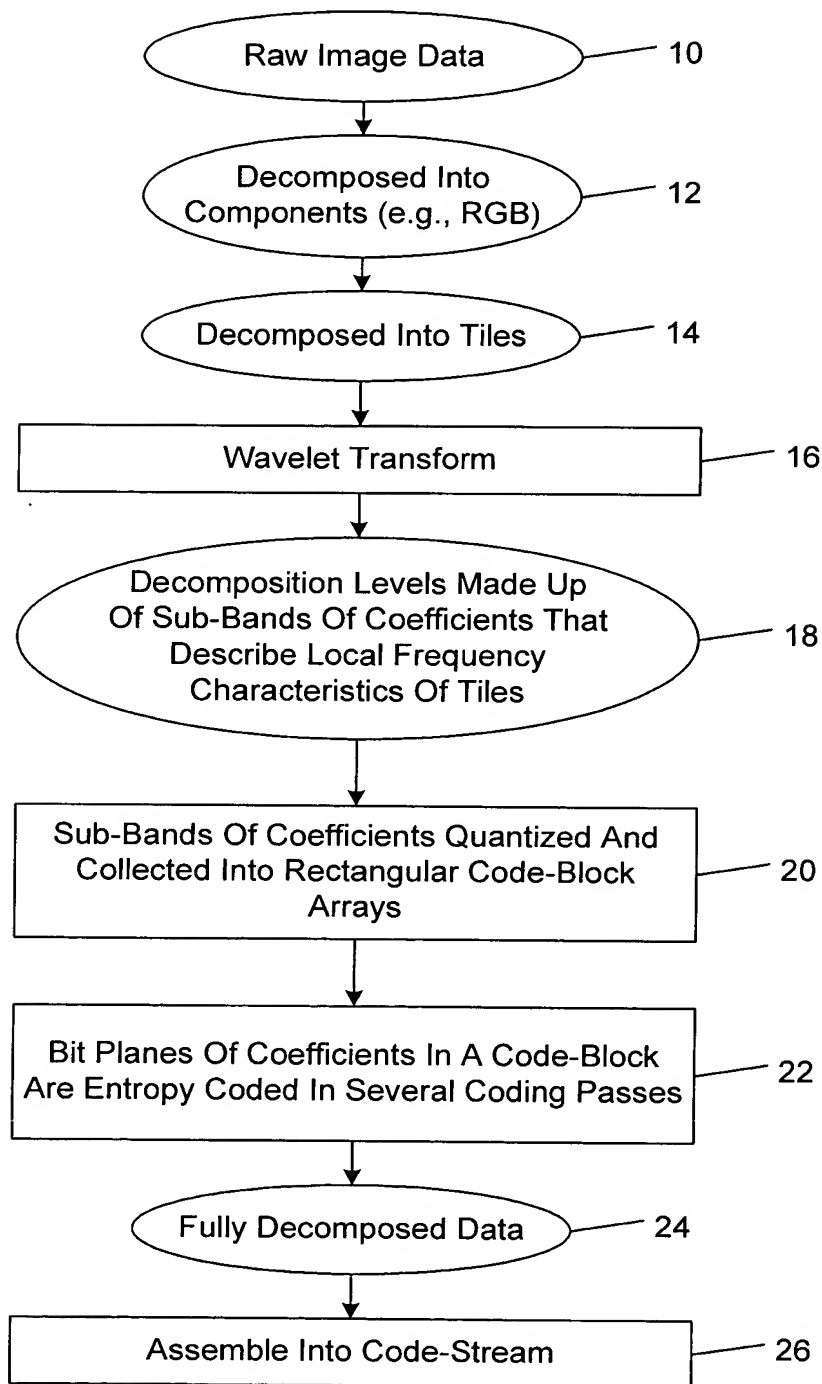 Raw Image Data
10
Decomposed Into
Components (e.g., RGB)
12
Decomposed Into Tiles
14
Wavelet Transform
16
Decomposition Levels Made Up
Of Sub-Bands Of Coefficients That
Describe Local Frequency
Characteristics Of Tiles
18
Sub-Bands Of Coefficients Quantized And
Collected Into Rectangular Code-Block
Arrays
20
Bit Planes Of Coefficients In A Code-Block
Are Entropy Coded In Several Coding Passes
22
Fully Decomposed Data
24
Assemble Into Code-Stream
26